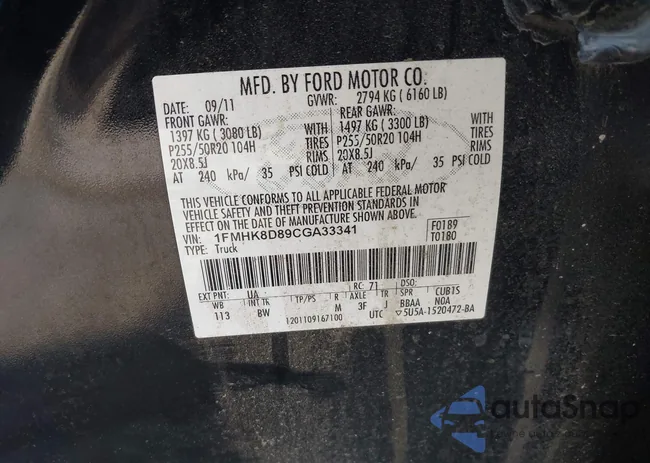 MFD. BY FORD MOTOR CO.
DATE: 09/11 GVWR: 2794 KG ( 6160 LB)
FRONT GAWR: REAR GAWR:
1397 KG ( 3080 LB) WITH 1497 KG ( 3300 LB) WITH
P255/50R20 104H TIRES P255/50R20 104H TIRES
20X8.5J RIMS 20X8.5J RIMS
AT 240 kPa/ 35 PSI COLD AT 240 kPa/ 35 PSI COLD
THIS VEHICLE CONFORMS TO ALL APPLICABLE FEDERAL MOTOR
VEHICLE SAFETY AND THEFT PREVENTION STANDARDS IN
EFFECT ON THE DATE OF MANUFACTURE SHOWN ABOVE.
VIN: 1FMHK8D89CGA33341 F0189
TYPE: Truck T0180
EXT PNT: UA RC: 71 DSO:
WB INT TR TP/PS R AXLE TR SPR CUBTS
113 BW M 3F J BBAA NOA
1201109167100 UTC ▽5U5A-1520472-BA
autoSnap